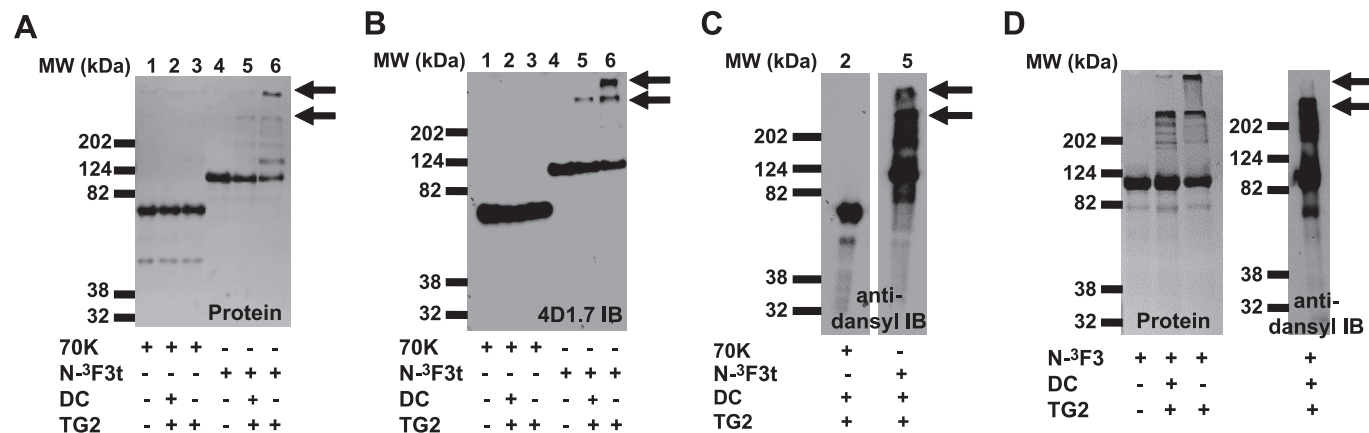 A
MW (kDa) 1 2 3 4 5 6
202
124
82
38
32
Protein
70K + + + - - -
N-³F3t - - - + + +
DC - + - - + -
TG2 - + + - + +
B
MW (kDa) 1 2 3 4 5 6
202
124
82
38
32
4D1.7 IB
70K + + + - - -
N-³F3t - - - + + +
DC - + - - + -
TG2 - + + - + +
C
MW (kDa) 2 5
202
124
82
38
32
anti-
dansyl IB
70K + -
N-³F3t - +
DC + +
TG2 + +
D
MW (kDa)
202
124
82
38
32
Protein
202
124
82
38
32
anti-
dansyl IB
N-³F3 + + + +
DC - + - +
TG2 - + + +